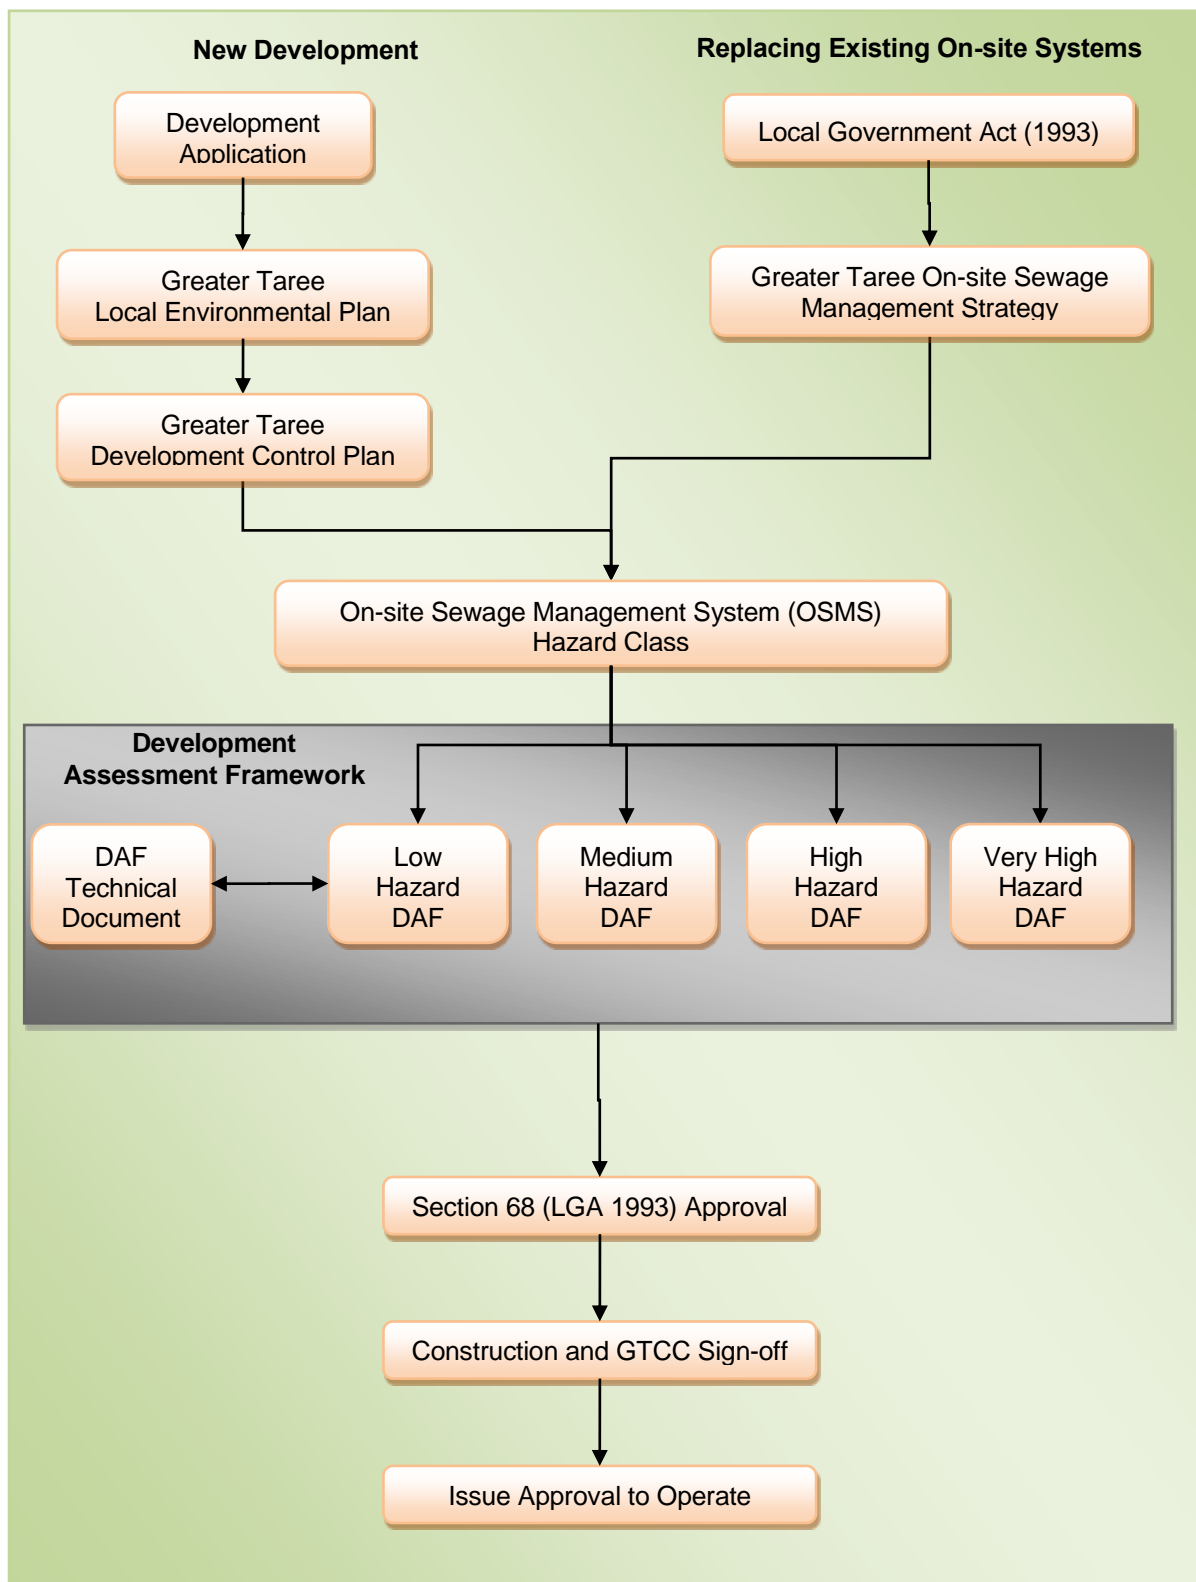 New Development
Replacing Existing On-site Systems
Development
Application
Local Government Act (1993)
Greater Taree
Local Environmental Plan
Greater Taree On-site Sewage
Management Strategy
Greater Taree
Development Control Plan
On-site Sewage Management System (OSMS)
Hazard Class
Development
Assessment Framework
DAF
Technical
Document
Low
Hazard
DAF
Medium
Hazard
DAF
High
Hazard
DAF
Very High
Hazard
DAF
Section 68 (LGA 1993) Approval
Construction and GTCC Sign-off
Issue Approval to Operate